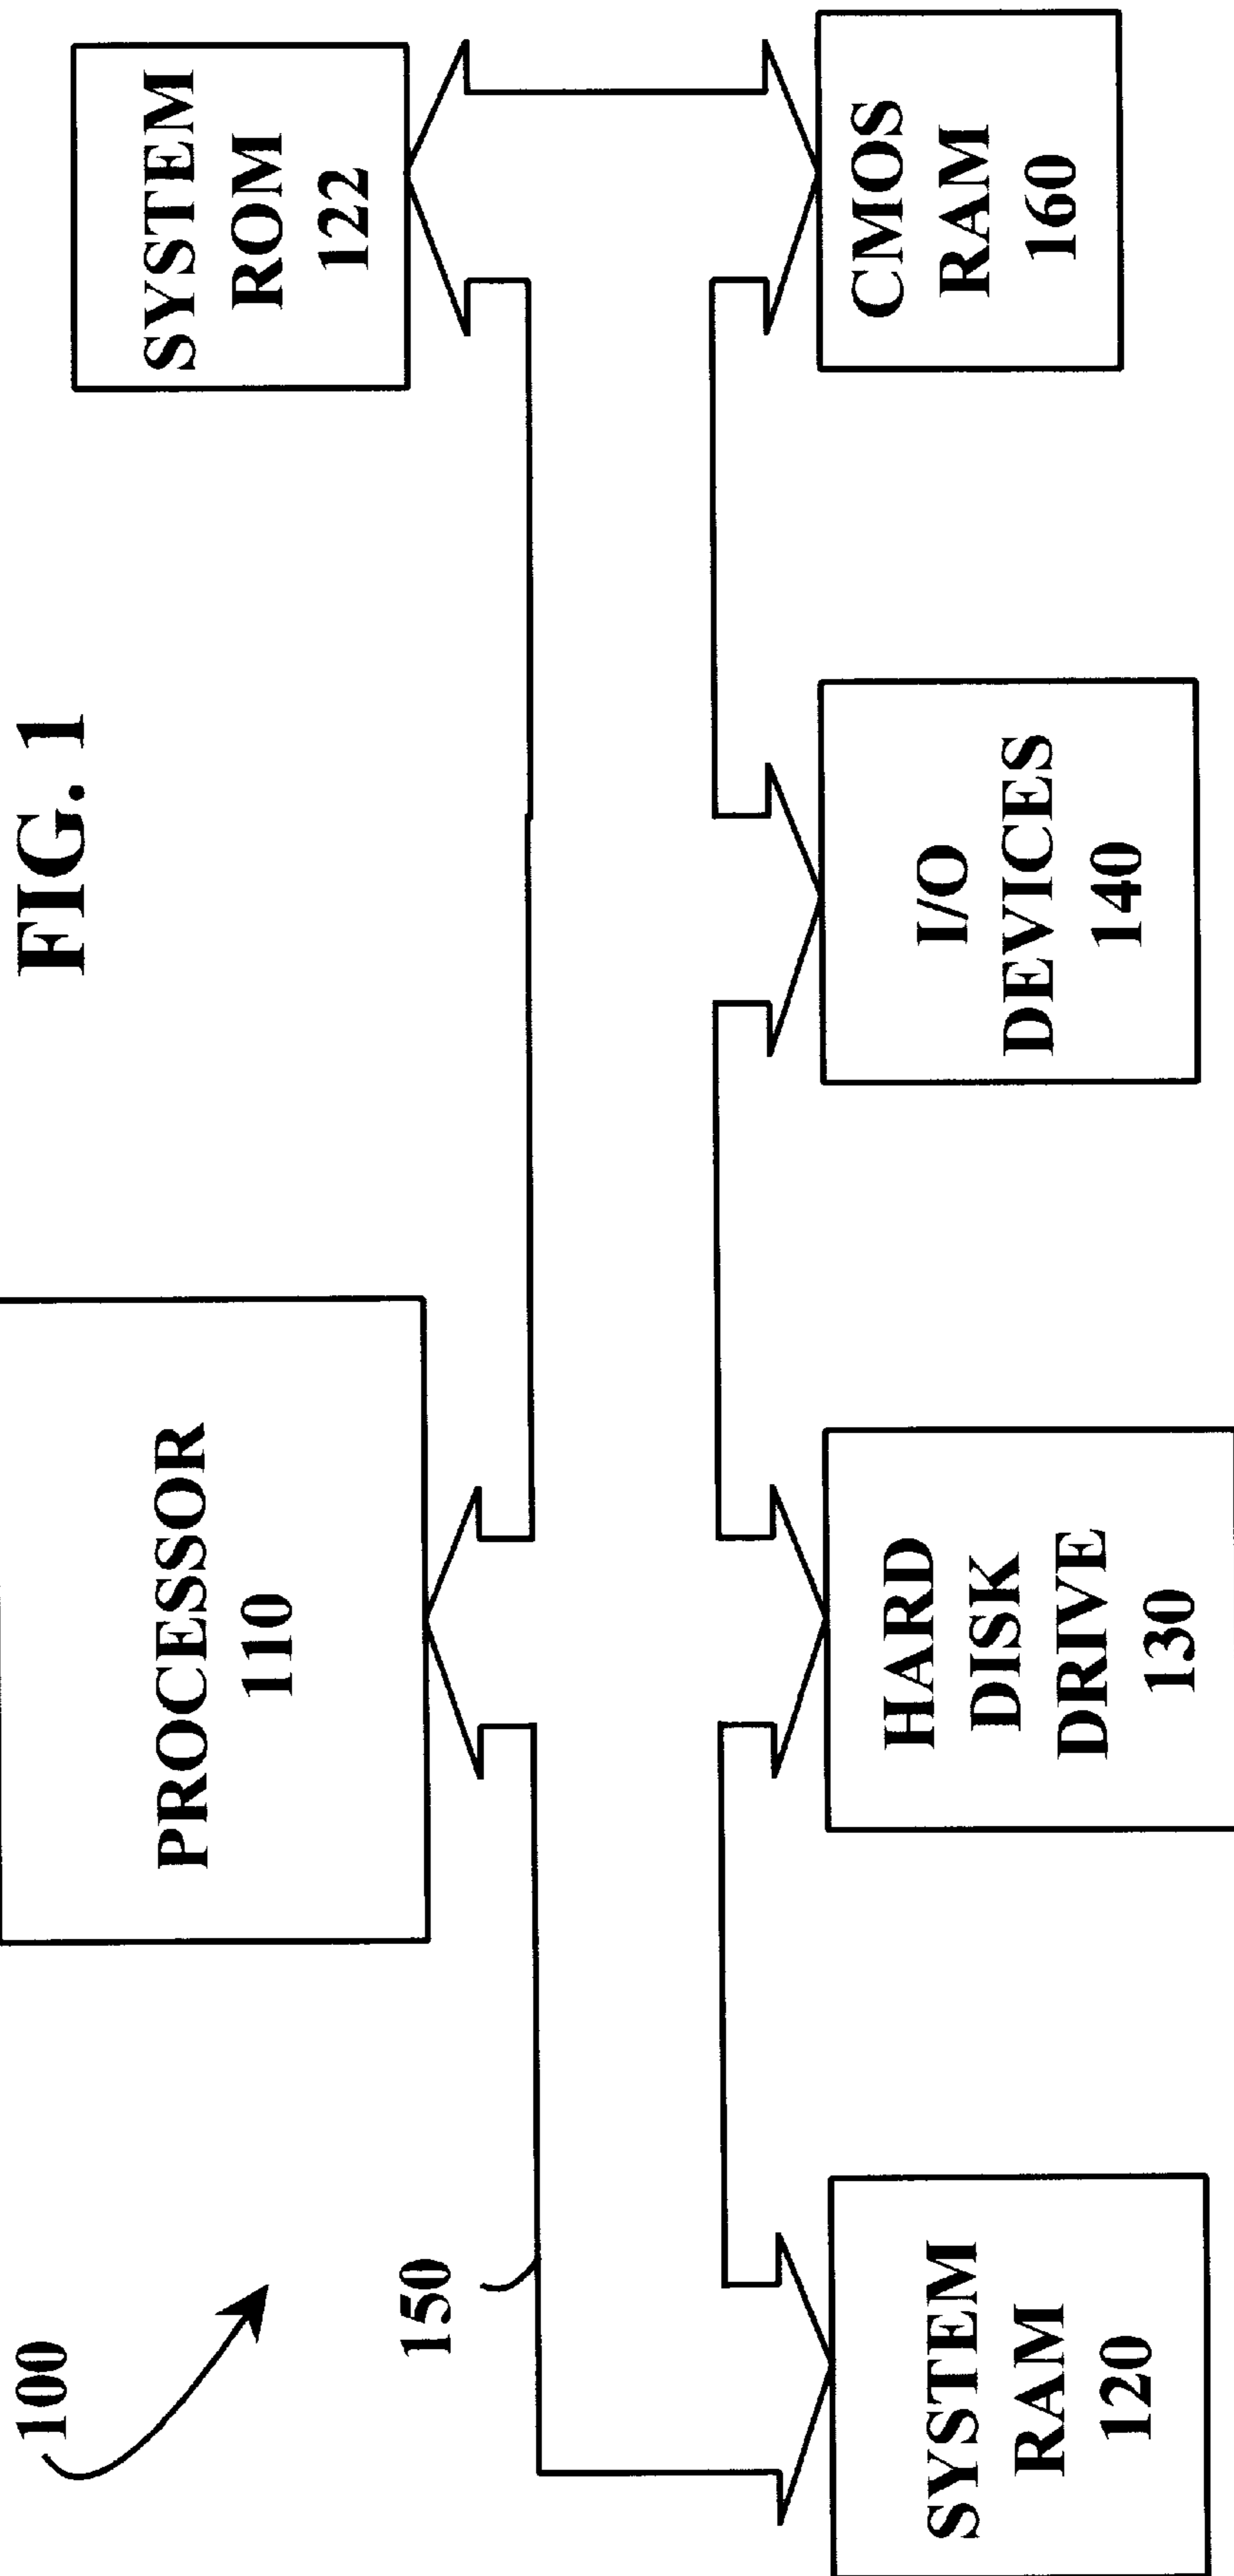 FIG. 1
100
PROCESSOR
110
SYSTEM
ROM
122
150
SYSTEM
RAM
120
HARD
DISK
DRIVE
130
I/O
DEVICES
140
CMOS
RAM
160